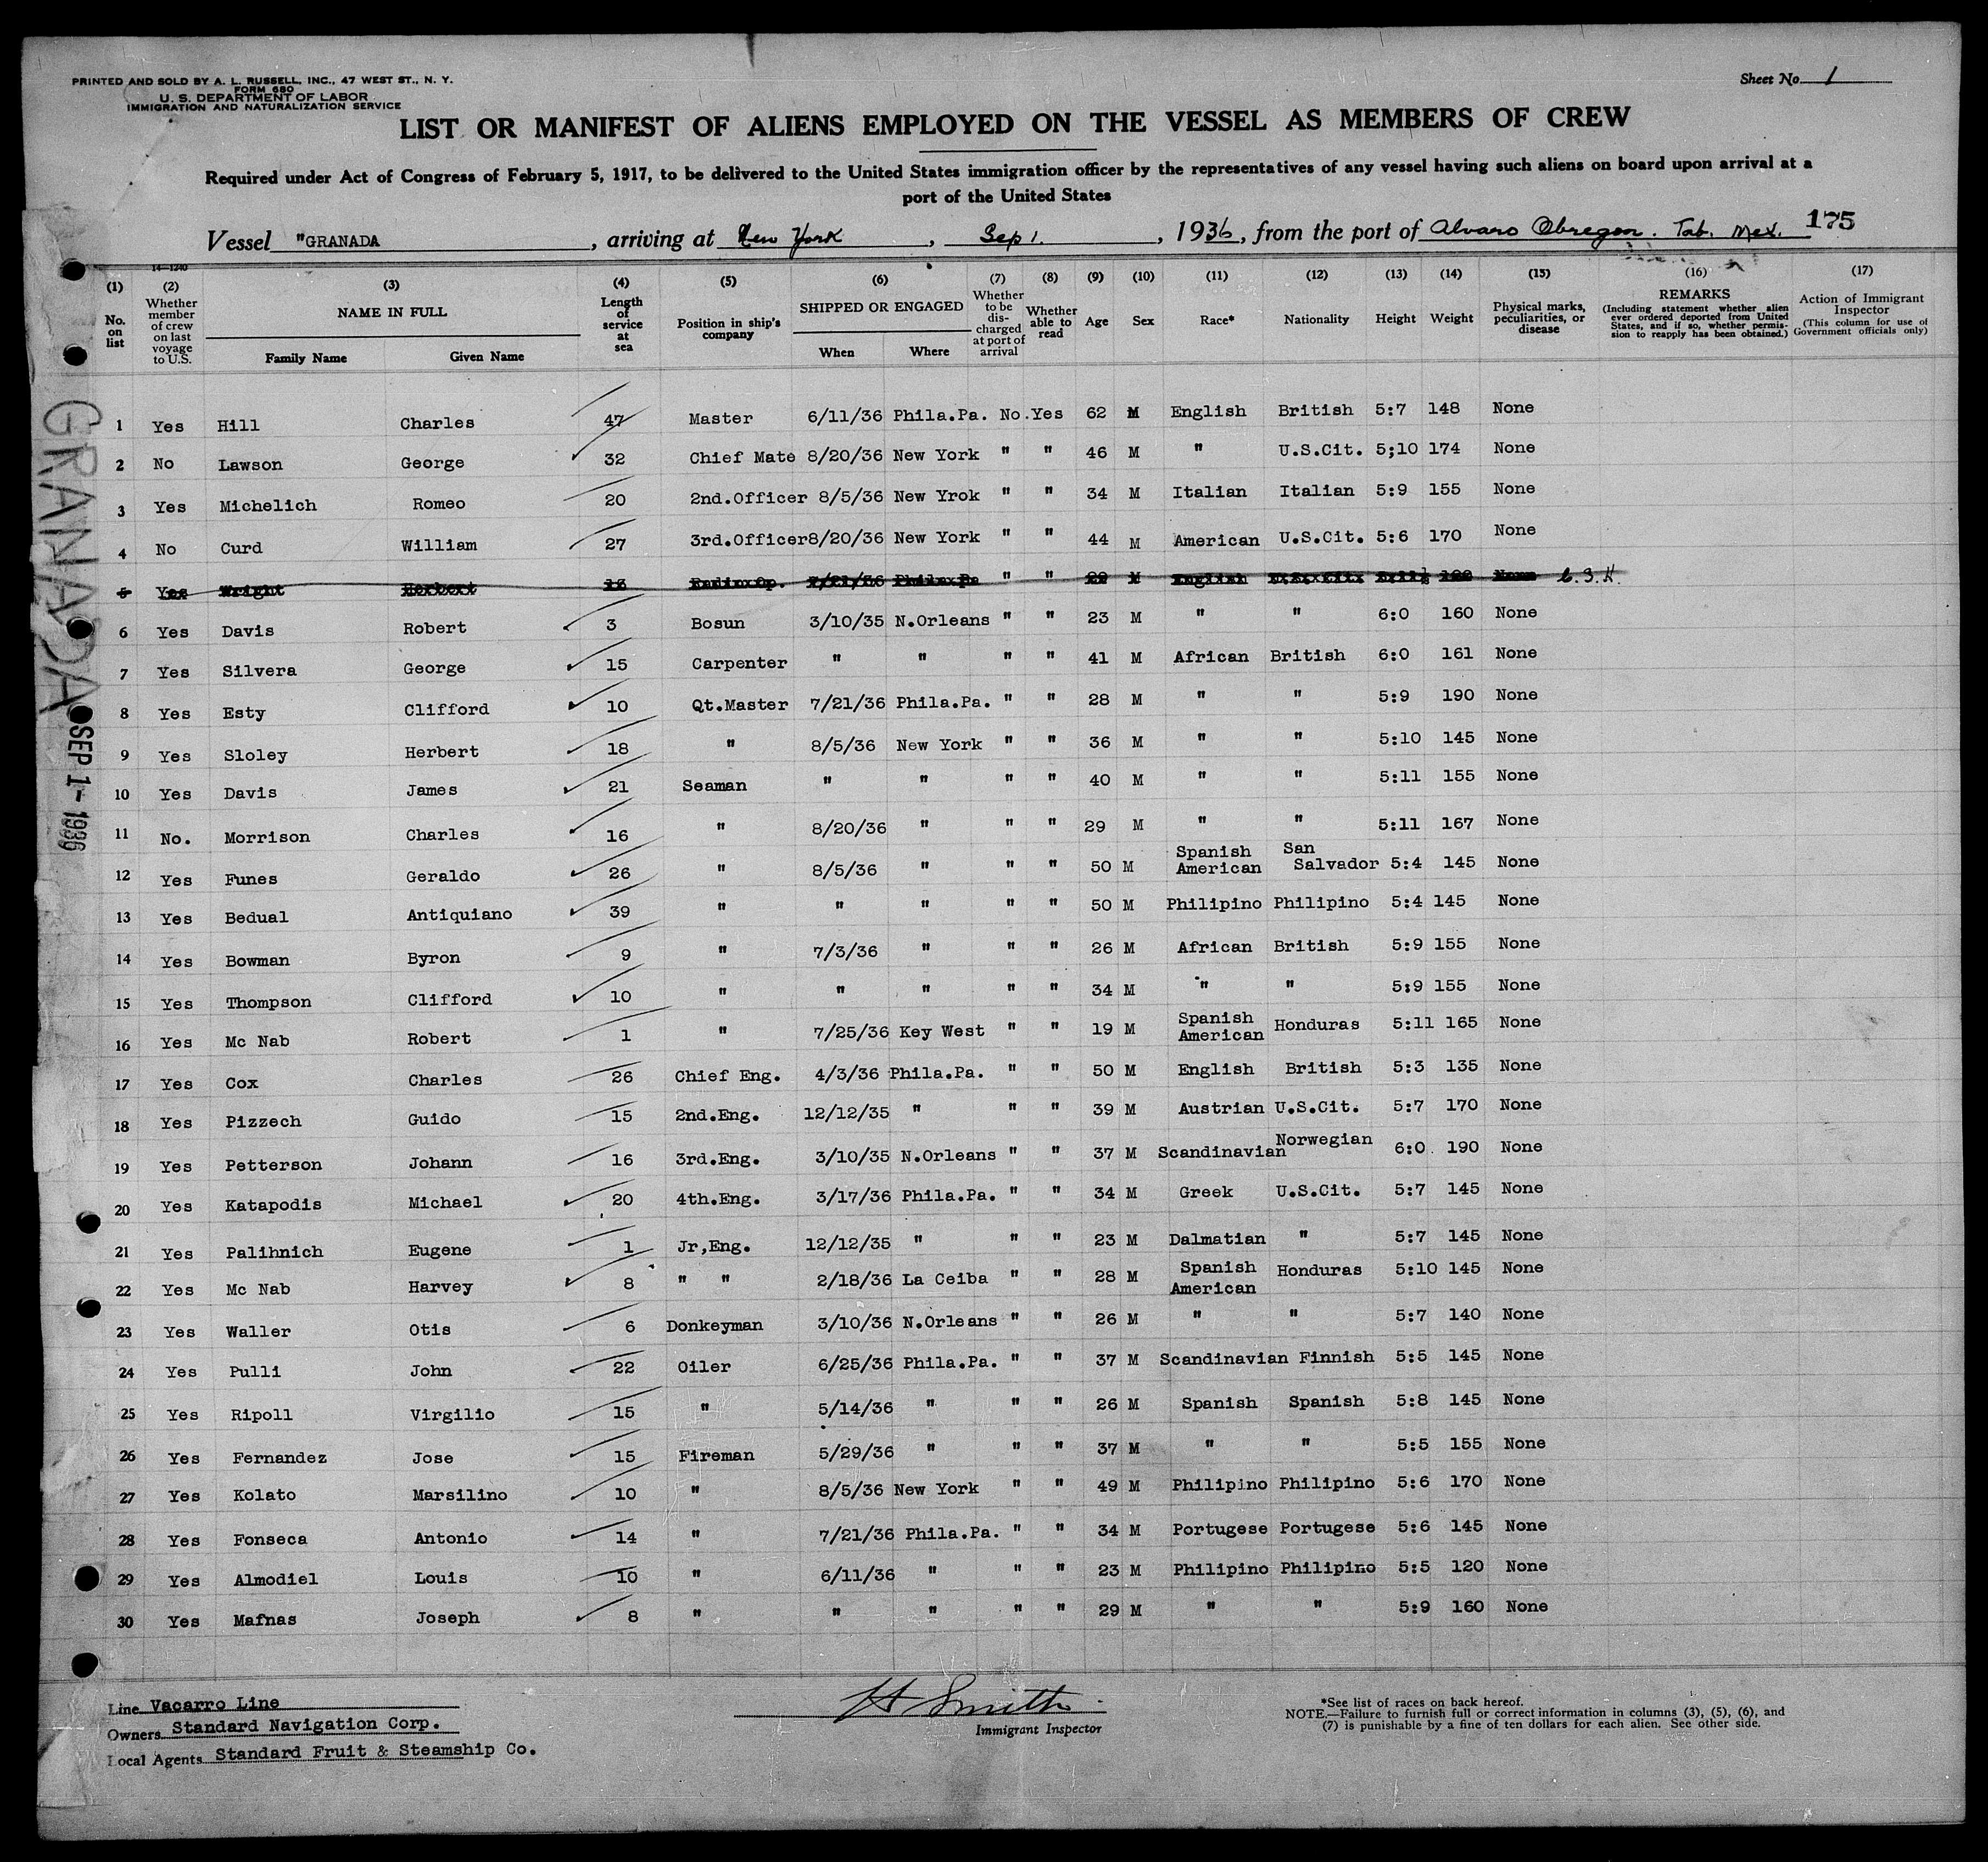 PRINTED AND SOLD BY A. L. RUSSELL, INC., 47 WEST ST., N. Y.
FORM 680
U. S. DEPARTMENT OF LABOR
IMMIGRATION AND NATURALIZATION SERVICE
Sheet No. 1
LIST OR MANIFEST OF ALIENS EMPLOYED ON THE VESSEL AS MEMBERS OF CREW
Required under Act of Congress of February 5, 1917, to be delivered to the United States immigration officer by the representatives of any vessel having such aliens on board upon arrival at a
port of the United States
Vessel "GRANADA , arriving at New York , Sep 1. , 1936, from the port of Alvaro Obregon. Tab. Mex. 175
14—1240
(1) No. on list (2) Whether member of crew on last voyage to U.S. (3) NAME IN FULL Family Name Given Name (4) Length of service at sea (5) Position in ship's company (6) SHIPPED OR ENGAGED When Where (7) Whether to be discharged at port of arrival (8) Whether able to read (9) Age (10) Sex (11) Race* (12) Nationality (13) Height (14) Weight (15) Physical marks, peculiarities, or disease (16) REMARKS (Including statement whether alien ever ordered deported from United States, and if so, whether permission to reapply has been obtained.) (17) Action of Immigrant Inspector (This column for use of Government officials only)
1 Yes Hill Charles 47 Master 6/11/36 Phila.Pa. No. Yes 62 M English British 5:7 148 None
2 No Lawson George 32 Chief Mate 8/20/36 New York " " 46 M " U.S.Cit. 5;10 174 None
3 Yes Michelich Romeo 20 2nd.Officer 8/5/36 New Yrok " " 34 M Italian Italian 5:9 155 None
4 No Curd William 27 3rd.Officer 8/20/36 New York " " 44 M American U.S.Cit. 5:6 170 None
5 Yes Wright Herbert " " M English None
6 Yes Davis Robert 3 Bosun 3/10/35 N.Orleans " " 23 M " " 6:0 160 None
7 Yes Silvera George 15 Carpenter " " " " 41 M African British 6:0 161 None
8 Yes Esty Clifford 10 Qt.Master 7/21/36 Phila.Pa. " " 28 M " " 5:9 190 None
9 Yes Sloley Herbert 18 " 8/5/36 New York " " 36 M " " 5:10 145 None
10 Yes Davis James 21 Seaman " " " " 40 M " " 5:11 155 None
11 No. Morrison Charles 16 " 8/20/36 " " " 29 M " " 5:11 167 None
12 Yes Funes Geraldo 26 " 8/5/36 " " " 50 M Spanish American San Salvador 5:4 145 None
13 Yes Bedual Antiquiano 39 " " " " " 50 M Philipino Philipino 5:4 145 None
14 Yes Bowman Byron 9 " 7/3/36 " " " 26 M African British 5:9 155 None
15 Yes Thompson Clifford 10 " " " " " 34 M " " 5:9 155 None
16 Yes Mc Nab Robert 1 " 7/25/36 Key West " " 19 M Spanish American Honduras 5:11 165 None
17 Yes Cox Charles 26 Chief Eng. 4/3/36 Phila.Pa. " " 50 M English British 5:3 135 None
18 Yes Pizzech Guido 15 2nd.Eng. 12/12/35 " " " 39 M Austrian U.S.Cit. 5:7 170 None
19 Yes Petterson Johann 16 3rd.Eng. 3/10/35 N.Orleans " " 37 M Scandinavian Norwegian 6:0. 190 None
20 Yes Katapodis Michael 20 4th.Eng. 3/17/36 Phila.Pa. " " 34 M Greek U.S.Cit. 5:7 145 None
21 Yes Palihnich Eugene 1 Jr,Eng. 12/12/35 " " " 23 M Dalmatian " 5:7 145 None
22 Yes Mc Nab Harvey 8 " " 2/18/36 La Ceiba " " 28 M Spanish American Honduras 5:10 145 None
23 Yes Waller Otis 6 Donkeyman 3/10/36 N.Orleans " " 26 M " " 5:7 140 None
24 Yes Pulli John 22 Oiler 6/25/36 Phila.Pa. " " 37 M Scandinavian Finnish 5:5 145 None
25 Yes Ripoll Virgilio 15 " 5/14/36 " " " 26 M Spanish Spanish 5:8 145 None
26 Yes Fernandez Jose 15 Fireman 5/29/36 " " " 37 M " " 5:5 155 None
27 Yes Kolato Marsilino 10 " 8/5/36 New York " " 49 M Philipino Philipino 5:6 170 None
28 Yes Fonseca Antonio 14 " 7/21/36 Phila.Pa. " " 34 M Portugese Portugese 5:6 145 None
29 Yes Almodiel Louis 10 " 6/11/36 " " " 23 M Philipino Philipino 5:5 120 None
30 Yes Mafnas Joseph 8 " " " " " 29 M " " 5:9 160 None
GRANADA
SEP 1 - 1936
Line Vacarro Line
Owners Standard Navigation Corp.
Local Agents Standard Fruit & Steamship Co.
H Smith
Immigrant Inspector
*See list of races on back hereof.
NOTE.—Failure to furnish full or correct information in columns (3), (5), (6), and
(7) is punishable by a fine of ten dollars for each alien. See other side.